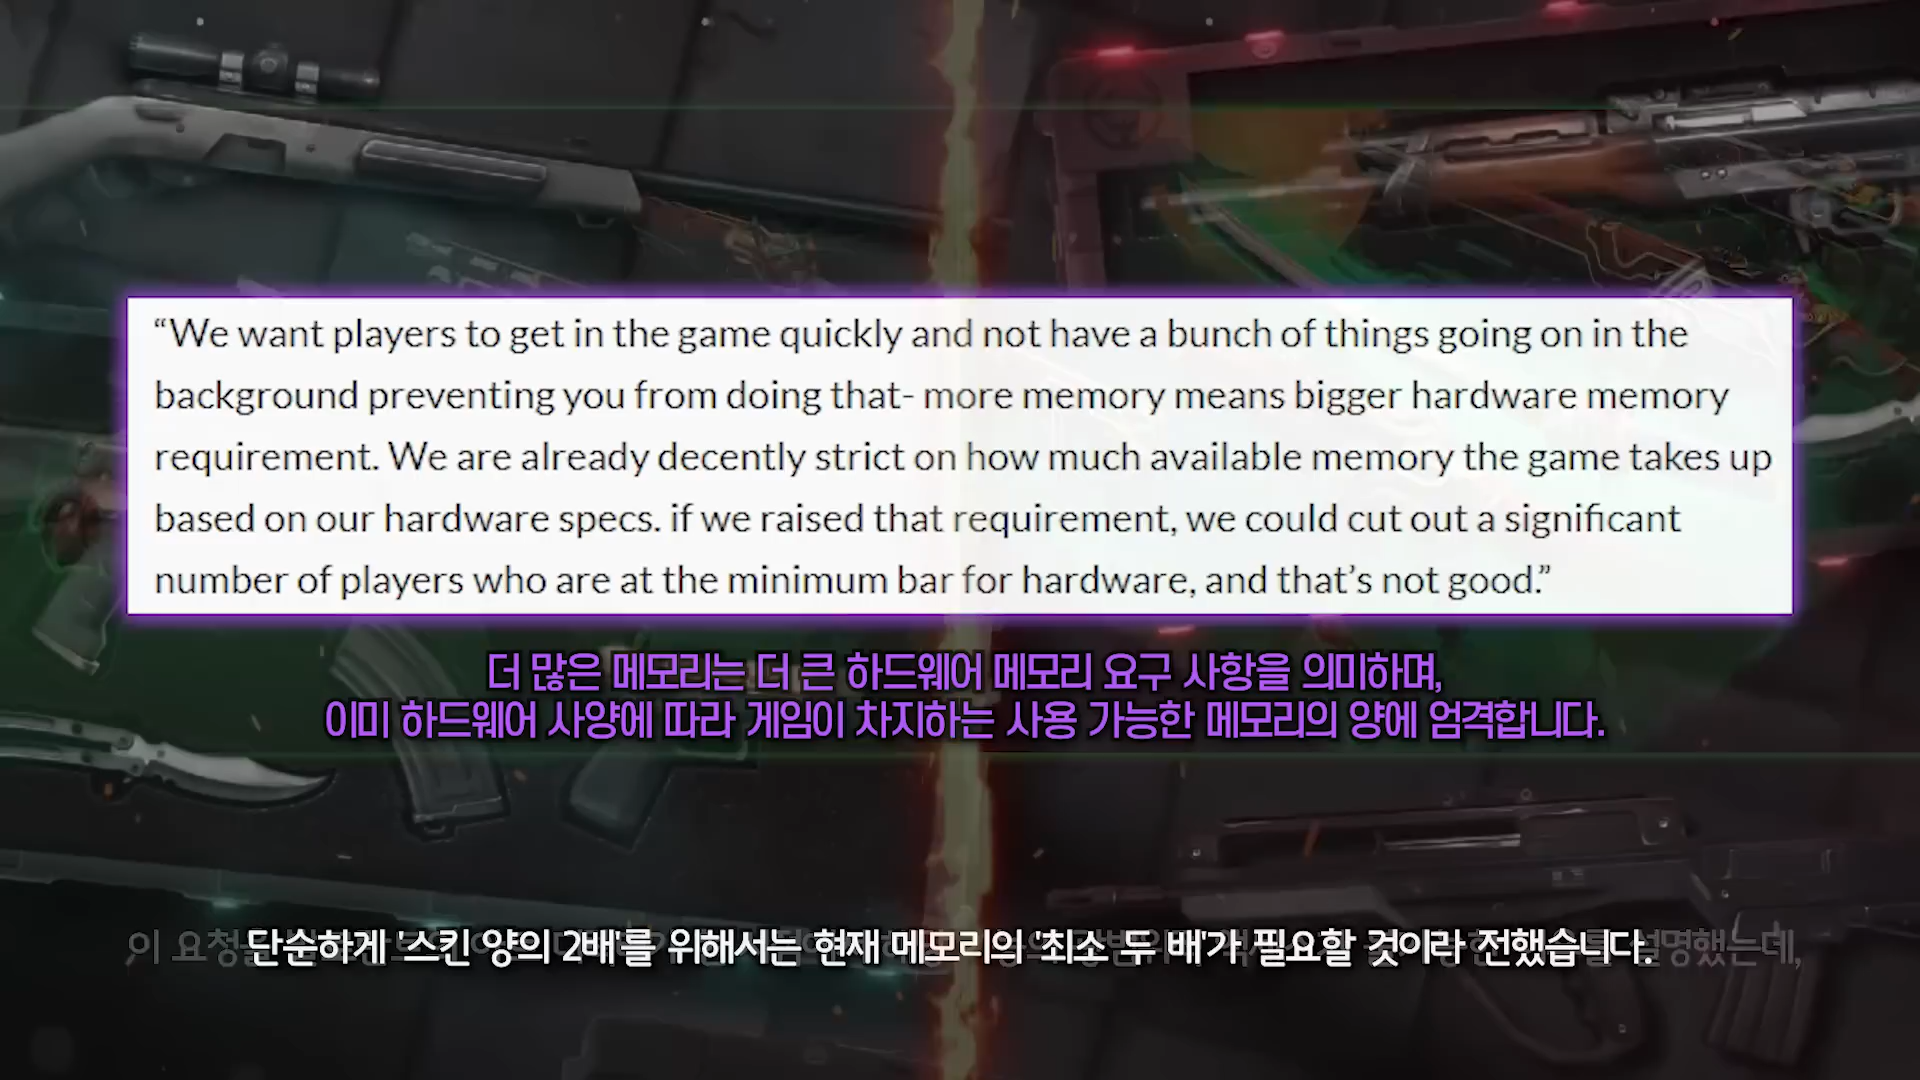 “We want players to get in the game quickly and not have a bunch of things going on in the
background preventing you from doing that- more memory means bigger hardware memory
requirement. We are already decently strict on how much available memory the game takes up
based on our hardware specs. if we raised that requirement, we could cut out a significant
number of players who are at the minimum bar for hardware, and that’s not good.”
더 많은 메모리는 더 큰 하드웨어 메모리 요구 사항을 의미하며,
이미 하드웨어 사양에 따라 게임이 차지하는 사용 가능한 메모리의 양에 엄격합니다.
단순하게 '스킨 양의 2배'를 위해서는 현재 메모리의 '최소 두 배'가 필요할 것이라 전했습니다.
이 요청 설명했는데,